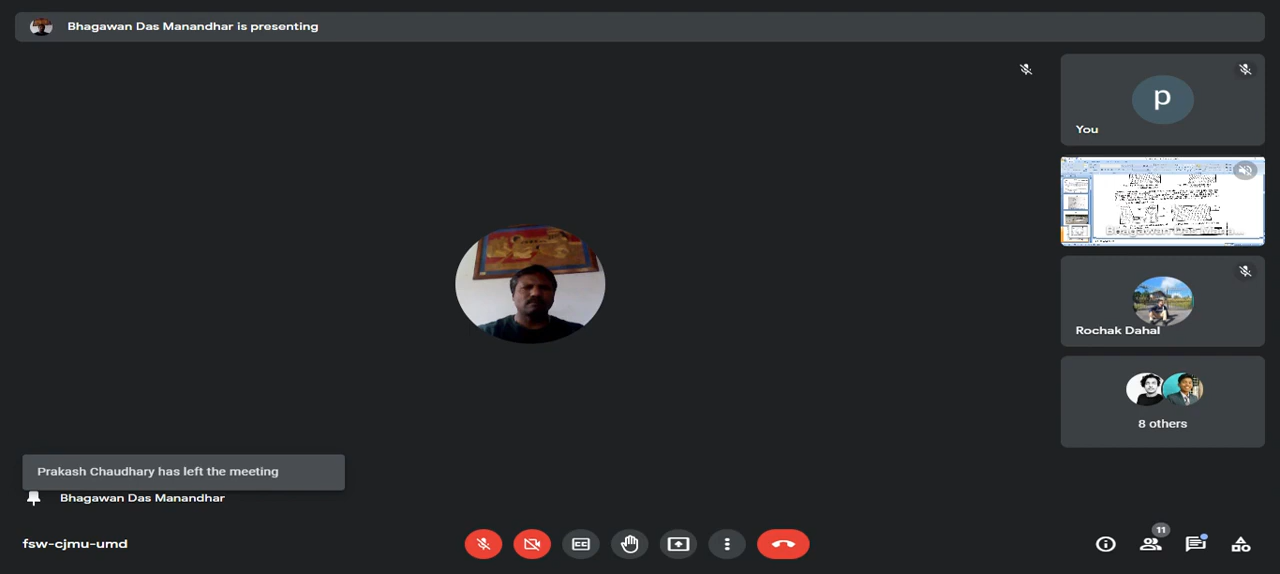 Bhagawan Das Manandhar is presenting
p
You
Rochak Dahal
8 others
Prakash Chaudhary has left the meeting
Bhagawan Das Manandhar
fsw-cjmu-umd
CC
11